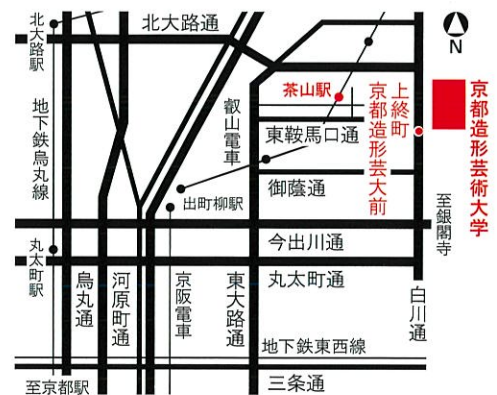 北大路駅
北大路通
N
地下鉄烏丸線
叡山電車
茶山駅
上終町
京都造形芸大前
京都造形芸術大学
東鞍馬口通
御蔭通
出町柳駅
至銀閣寺
今出川通
丸太町駅
烏丸通
河原町通
京阪電車
東大路通
丸太町通
白川通
地下鉄東西線
三条通
至京都駅